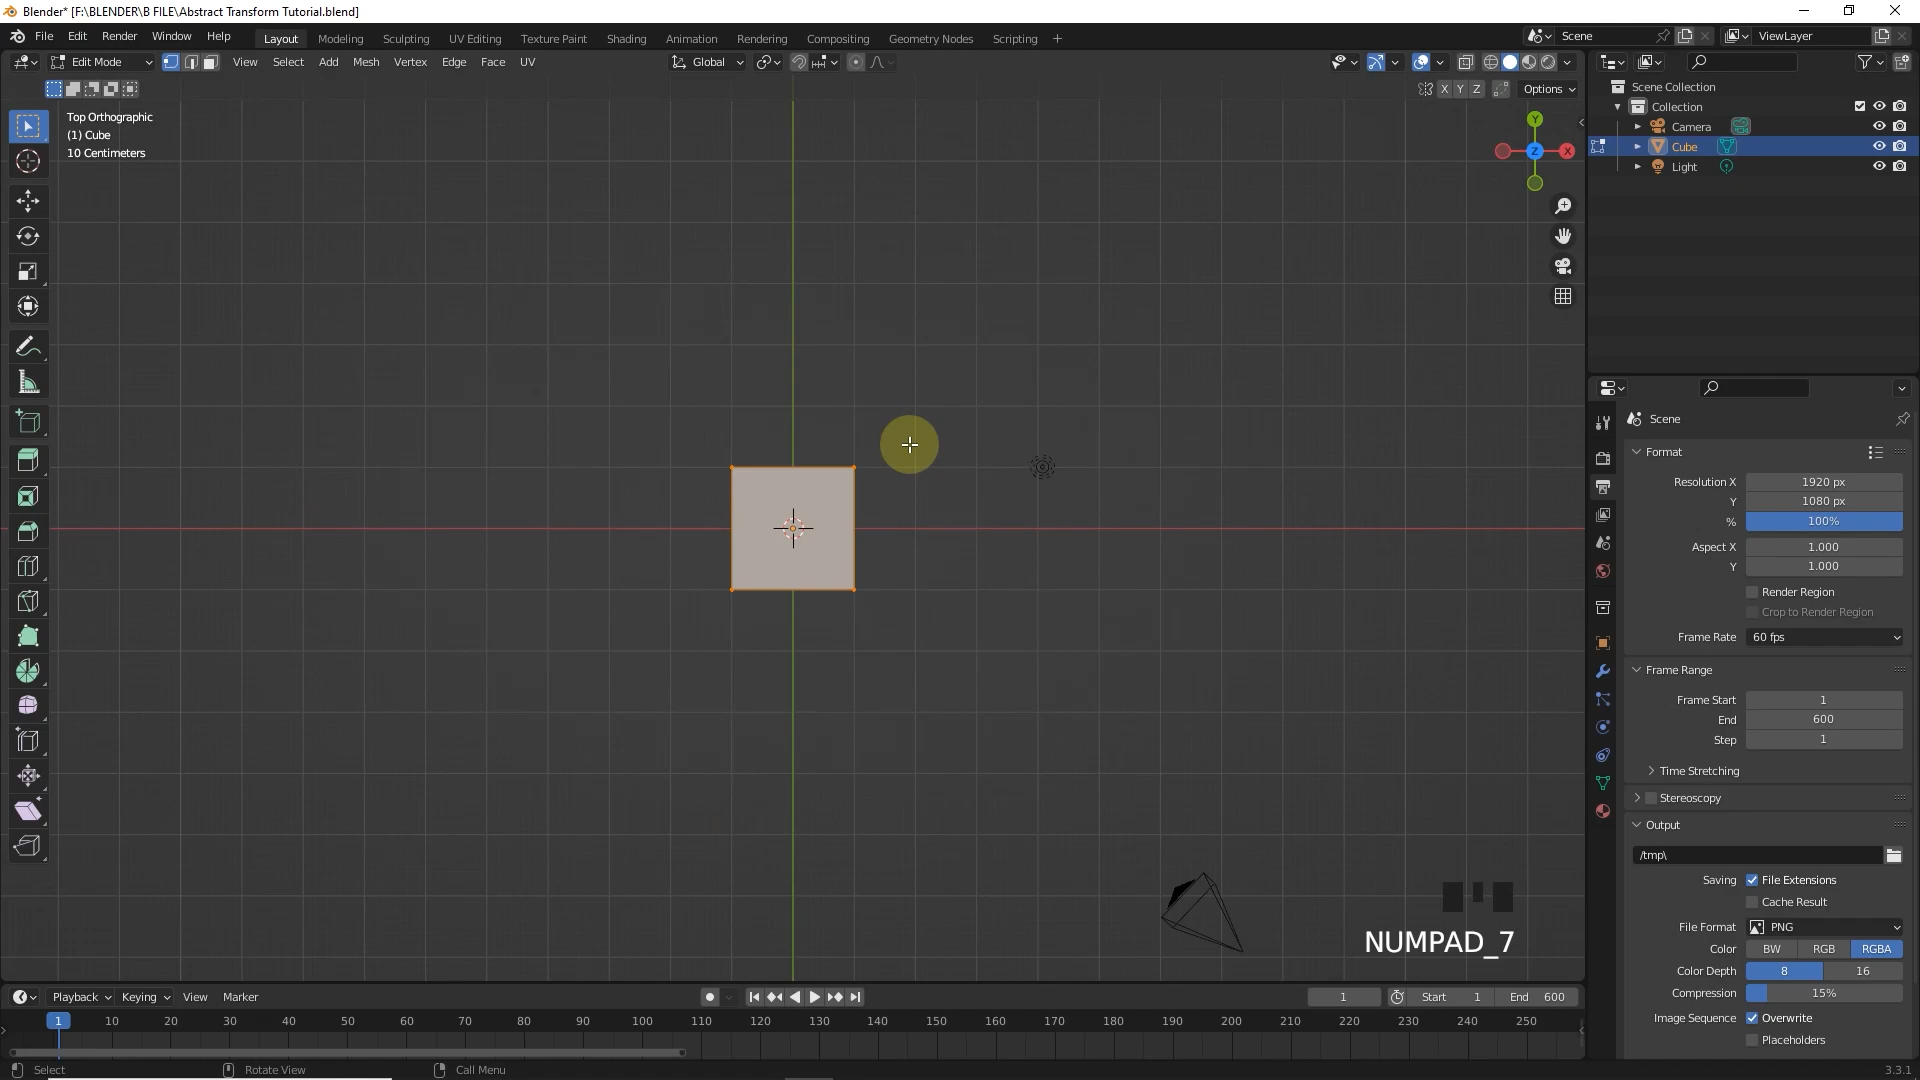 Blender* [F:\BLENDER\B FILE\Abstract Transform Tutorial.blend]
File Edit Render Window Help Layout Modeling Sculpting UV Editing Texture Paint Shading Animation Rendering Compositing Geometry Nodes Scripting + Scene ViewLayer
Edit Mode View Select Add Mesh Vertex Edge Face UV Global
X Y Z Options
Top Orthographic
(1) Cube
10 Centimeters
Y
X
Z
Scene Collection
Collection
Camera
Cube
Light
Scene
Format
Resolution X 1920 px
Y 1080 px
% 100%
Aspect X 1.000
Y 1.000
Render Region
Crop to Render Region
Frame Rate 60 fps
Frame Range
Frame Start 1
End 600
Step 1
Time Stretching
Stereoscopy
Output
/tmp\
Saving File Extensions
Cache Result
File Format PNG
Color BW RGB RGBA
Color Depth 8 16
Compression 15%
Image Sequence Overwrite
Placeholders
NUMPAD_7
Playback Keying View Marker 1 Start 1 End 600
1 10 20 30 40 50 60 70 80 90 100 110 120 130 140 150 160 170 180 190 200 210 220 230 240 250
Select Rotate View Call Menu 3.3.1